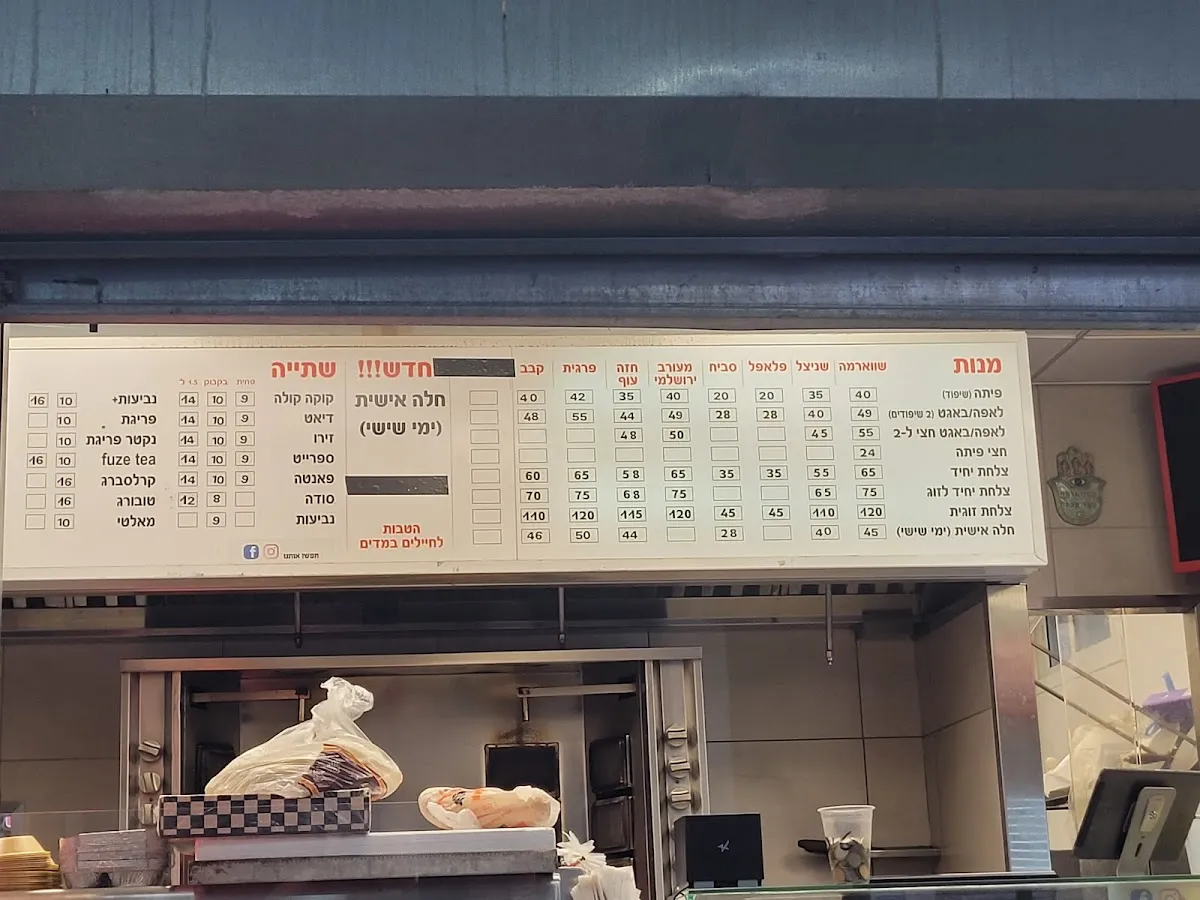 מנות שווארמה שניצל פלאפל סביח מעורב ירושלמי חזה עוף פרגית קבב
פיתה (שיפוד) 40 35 20 20 40 35 42 40
לאפה/באגט (2 שיפודים) 49 40 28 28 49 44 55 48
לאפה/באגט חצי ל-2 55 45 50 48
חצי פיתה 24
צלחת יחיד 65 55 35 35 65 58 65 60
צלחת יחיד לזוג 75 65 75 68 75 70
צלחת זוגית 120 110 45 45 120 115 120 110
חלה אישית (ימי שישי) 45 40 28 44 50 46
חדש!!!
חלה אישית
(ימי שישי)
הטבות
לחיילים במדים
שתייה פחית בקבוק 1.5 ל'
קוקה קולה 9 10 14
דיאט 9 10 14
זירו 9 10 14
ספרייט 9 10 14
פאנטה 9 10 14
סודה 8 12
נביעות 9
נביעות+ 10 16
פריגת 10
נקטר פריגת 10
fuze tea 10 16
קרלסברג 16
טובורג 16
מאלטי 10
חפשו אותנו